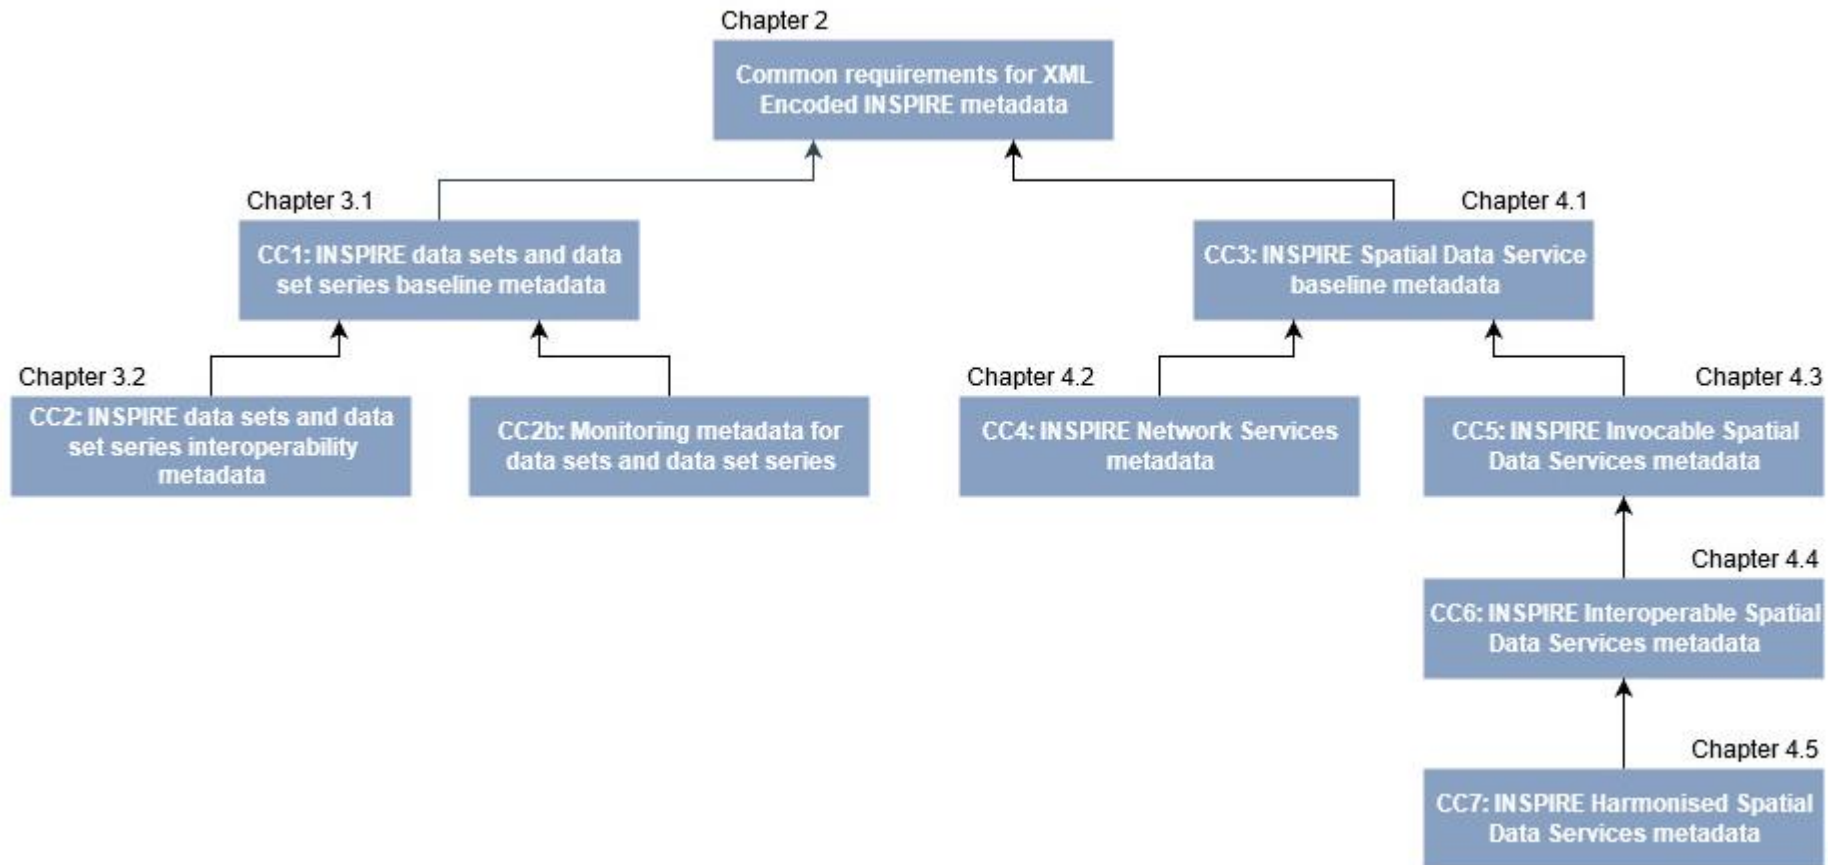 Chapter 2
Common requirements for XML
Encoded INSPIRE metadata
Chapter 3.1
CC1: INSPIRE data sets and data
set series baseline metadata
Chapter 4.1
CC3: INSPIRE Spatial Data Service
baseline metadata
Chapter 3.2
CC2: INSPIRE data sets and data
set series interoperability
metadata
CC2b: Monitoring metadata for
data sets and data set series
Chapter 4.2
CC4: INSPIRE Network Services
metadata
Chapter 4.3
CC5: INSPIRE Invocable Spatial
Data Services metadata
Chapter 4.4
CC6: INSPIRE Interoperable Spatial
Data Services metadata
Chapter 4.5
CC7: INSPIRE Harmonised Spatial
Data Services metadata